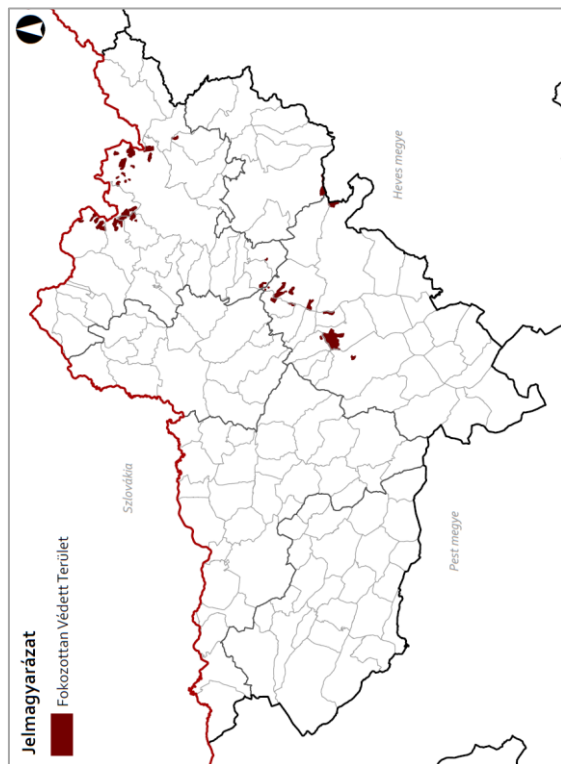 Jelmagyarázat
Fokozottan Védett Terület
Szlovákia
Pest megye
Heves megye